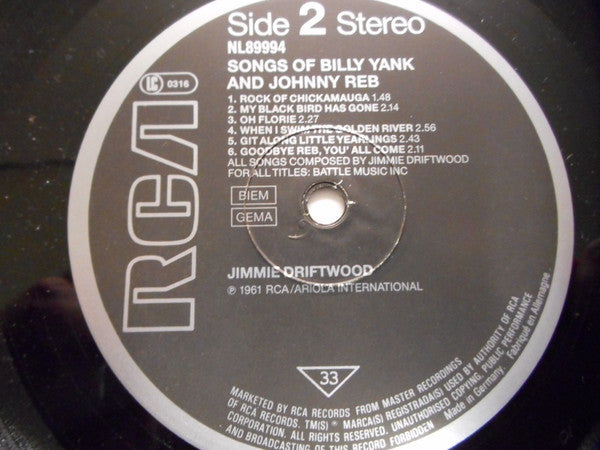 Side 2 Stereo
NL89994
SONGS OF BILLY YANK
AND JOHNNY REB
LC 0316
1. ROCK OF CHICKAMAUGA 1.48
2. MY BLACK BIRD HAS GONE 2.14
3. OH FLORIE 2.27
4. WHEN I SWIM THE GOLDEN RIVER 2.56
5. GIT ALONG LITTLE YEARLINGS 2.43
6. GOODBYE REB, YOU' ALL COME 2.11
ALL SONGS COMPOSED BY JIMMIE DRIFTWOOD
FOR ALL TITLES: BATTLE MUSIC INC
BIEM
GEMA
RCA
JIMMIE DRIFTWOOD
℗ 1961 RCA/ARIOLA INTERNATIONAL
33
MARKETED BY RCA RECORDS FROM MASTER RECORDINGS
OF RCA RECORDS. TM(S) ® MARCA(S) REGISTRADA(S) USED BY AUTHORITY OF RCA
CORPORATION. ALL RIGHTS RESERVED. UNAUTHORISED COPYING, PUBLIC PERFORMANCE
AND BROADCASTING OF THIS RECORD FORBIDDEN
Made in Germany. Fabriqué en Allemagne